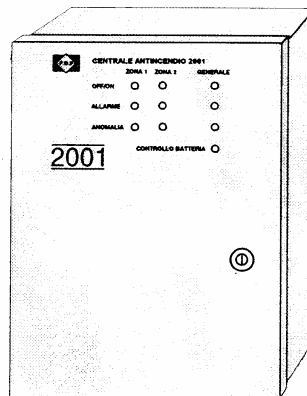 CENTRALE ANTINCENDIO 2001
ZONA 1 ZONA 2 GENERALE
OFF/ON
ALLARME
ANOMALIA
CONTROLLO BATTERIA
2001